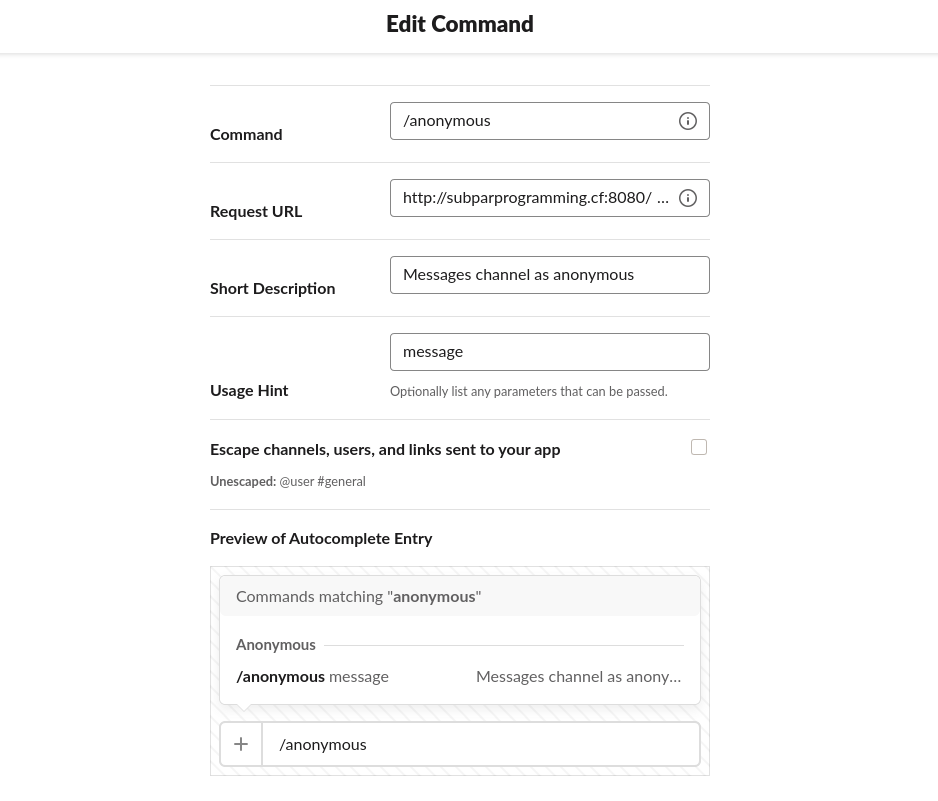 Edit Command
Command
/anonymous
Request URL
http://subparprogramming.cf:8080/ ...
Short Description
Messages channel as anonymous
Usage Hint
message
Optionally list any parameters that can be passed.
Escape channels, users, and links sent to your app
Unescaped: @user #general
Preview of Autocomplete Entry
Commands matching "anonymous"
Anonymous
/anonymous message Messages channel as anony...
/anonymous